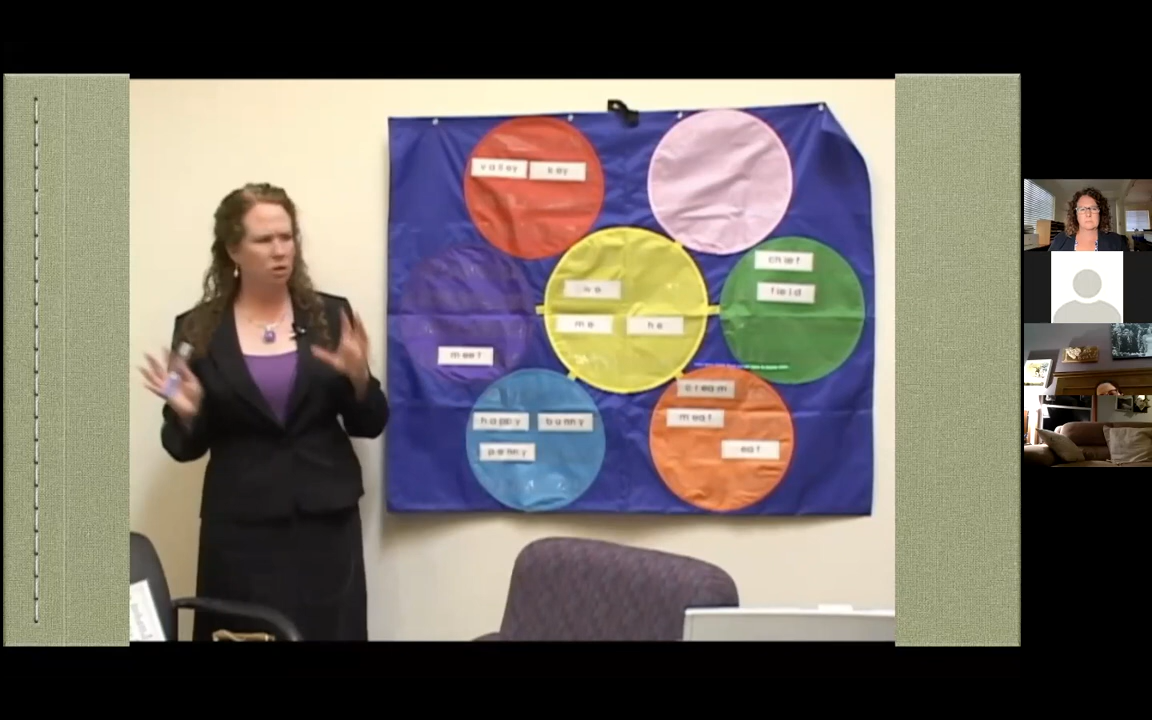 valley key
chief
field
we
me he
meet
cream
happy bunny
meat
penny
eat